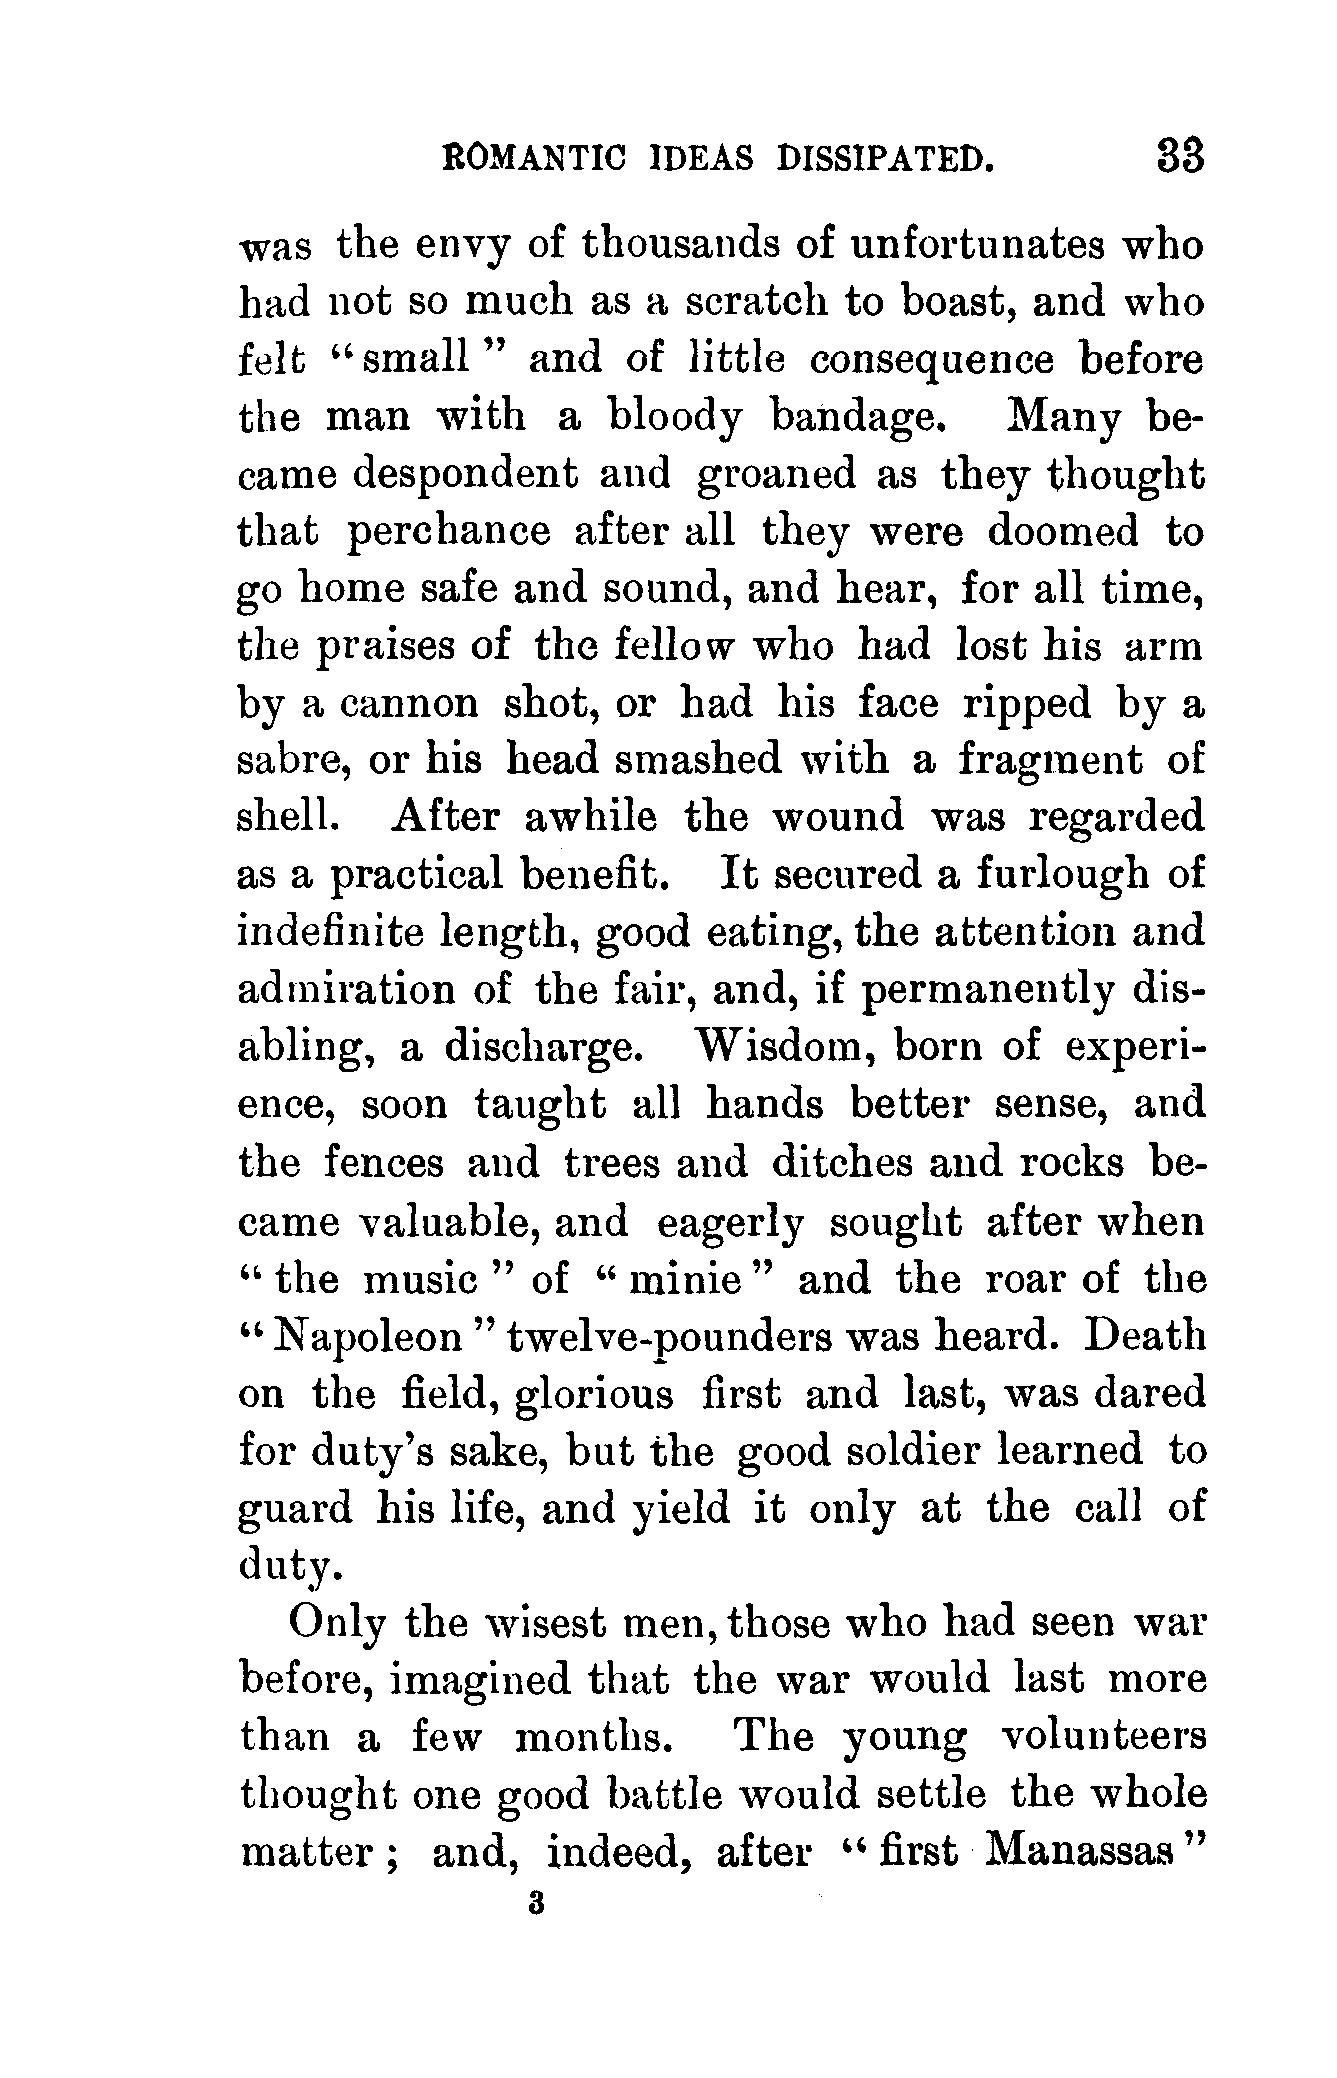 ROMANTIC IDEAS DISSIPATED. 33
was the envy of thousands of unfortunates who
had not so much as a scratch to boast, and who
felt “ small ” and of little consequence before
the man with a bloody bandage. Many be-
came despondent and groaned as they thought
that perchance after all they were doomed to
go home safe and sound, and hear, for all time,
the praises of the fellow who had lost his arm
by a cannon shot, or had his face ripped by a
sabre, or his head smashed with a fragment of
shell. After awhile the wound was regarded
as a practical benefit. It secured a furlough of
indefinite length, good eating, the attention and
admiration of the fair, and, if permanently dis-
abling, a discharge. Wisdom, born of experi-
ence, soon taught all hands better sense, and
the fences and trees and ditches and rocks be-
came valuable, and eagerly sought after when
“ the music ” of “ minie ” and the roar of the
“ Napoleon ” twelve-pounders was heard. Death
on the field, glorious first and last, was dared
for duty’s sake, but the good soldier learned to
guard his life, and yield it only at the call of
duty.
Only the wisest men, those who had seen war
before, imagined that the war would last more
than a few months. The young volunteers
thought one good battle would settle the whole
matter ; and, indeed, after “ first Manassas ”
3